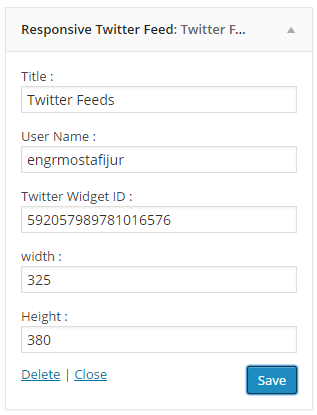 Responsive Twitter Feed: Twitter F...
Title :
Twitter Feeds
User Name :
engrmostafijur
Twitter Widget ID :
592057989781016576
width :
325
Height :
380
Delete | Close
Save